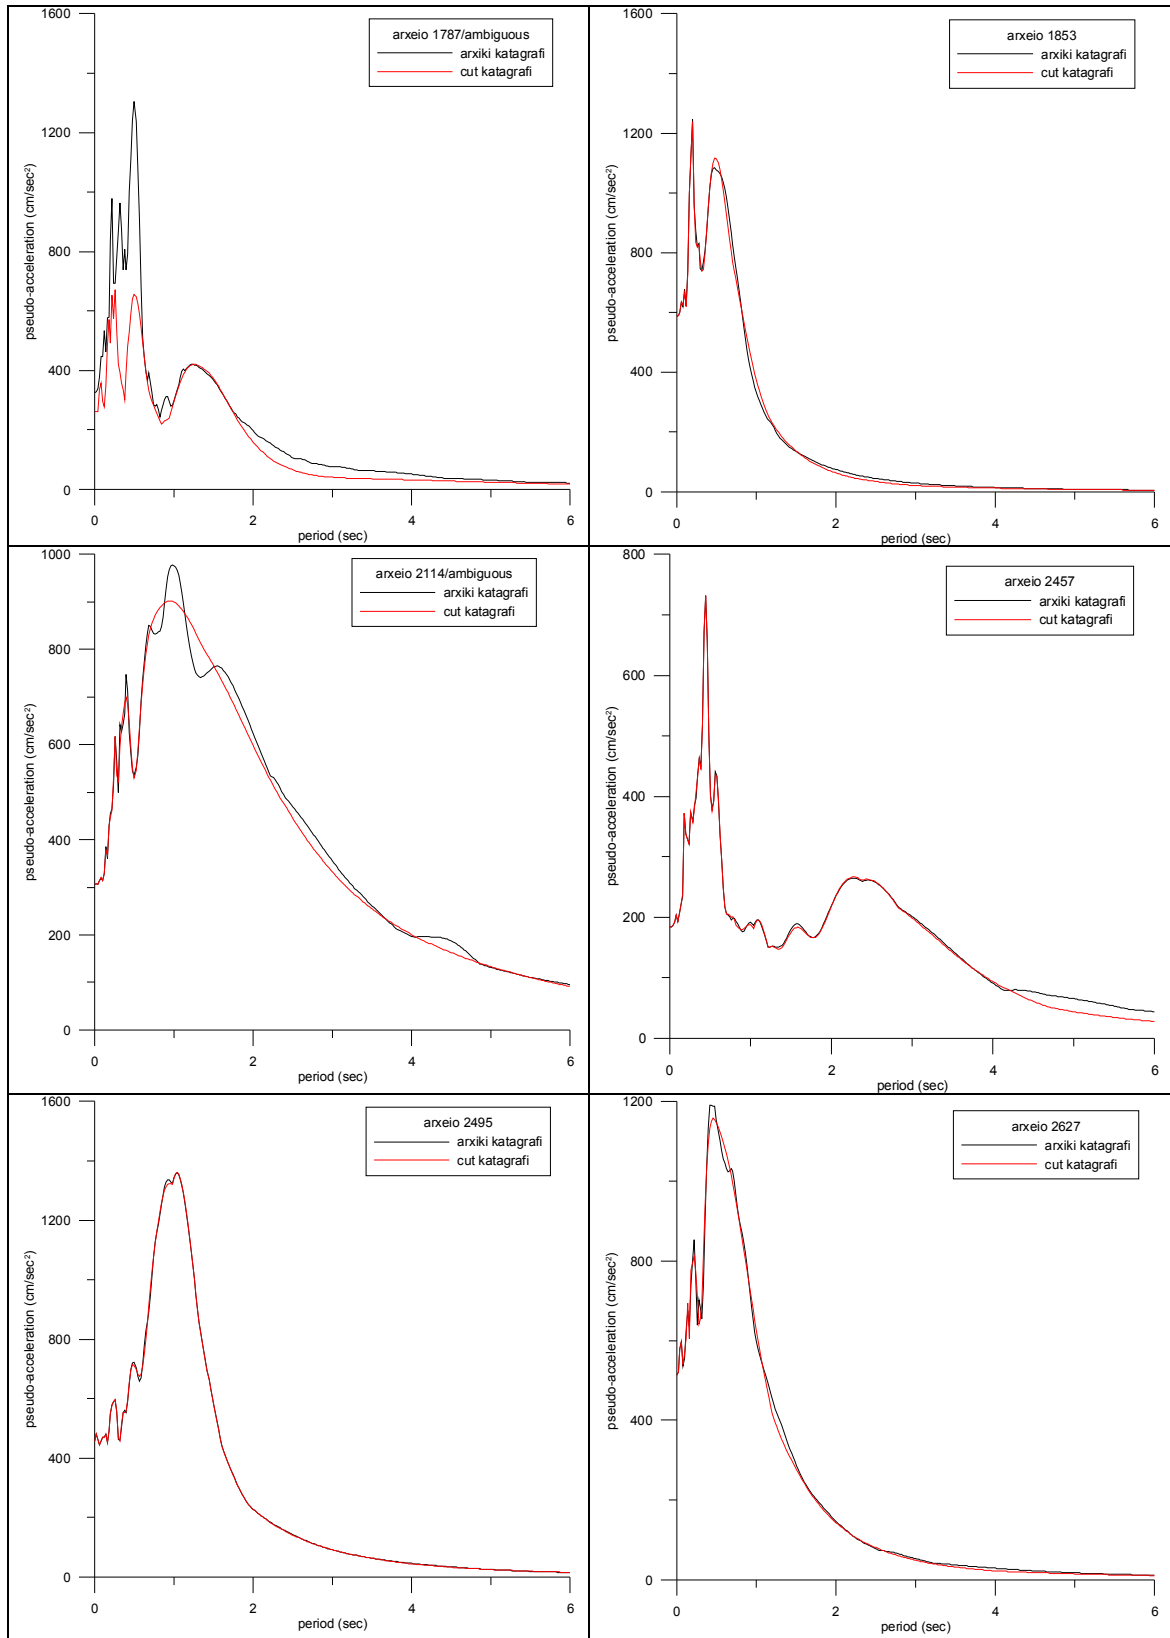 1600
arxeio 1787/ambiguous
arxiki katagrafi
cut katagrafi
1200
800
400
0
pseudo-acceleration (cm/sec²)
0
2
4
6
period (sec)
1600
arxeio 1853
arxiki katagrafi
cut katagrafi
1200
800
400
0
pseudo-acceleration (cm/sec²)
0
2
4
6
period (sec)
1000
arxeio 2114/ambiguous
arxiki katagrafi
cut katagrafi
800
600
400
200
0
pseudo-acceleration (cm/sec²)
0
2
4
6
period (sec)
800
arxeio 2457
arxiki katagrafi
cut katagrafi
600
400
200
0
pseudo-acceleration (cm/sec²)
0
2
4
6
period (sec)
1600
arxeio 2495
arxiki katagrafi
cut katagrafi
1200
800
400
0
pseudo-acceleration (cm/sec²)
0
2
4
6
period (sec)
1200
arxeio 2627
arxiki katagrafi
cut katagrafi
800
400
0
pseudo-acceleration (cm/sec²)
0
2
4
6
period (sec)